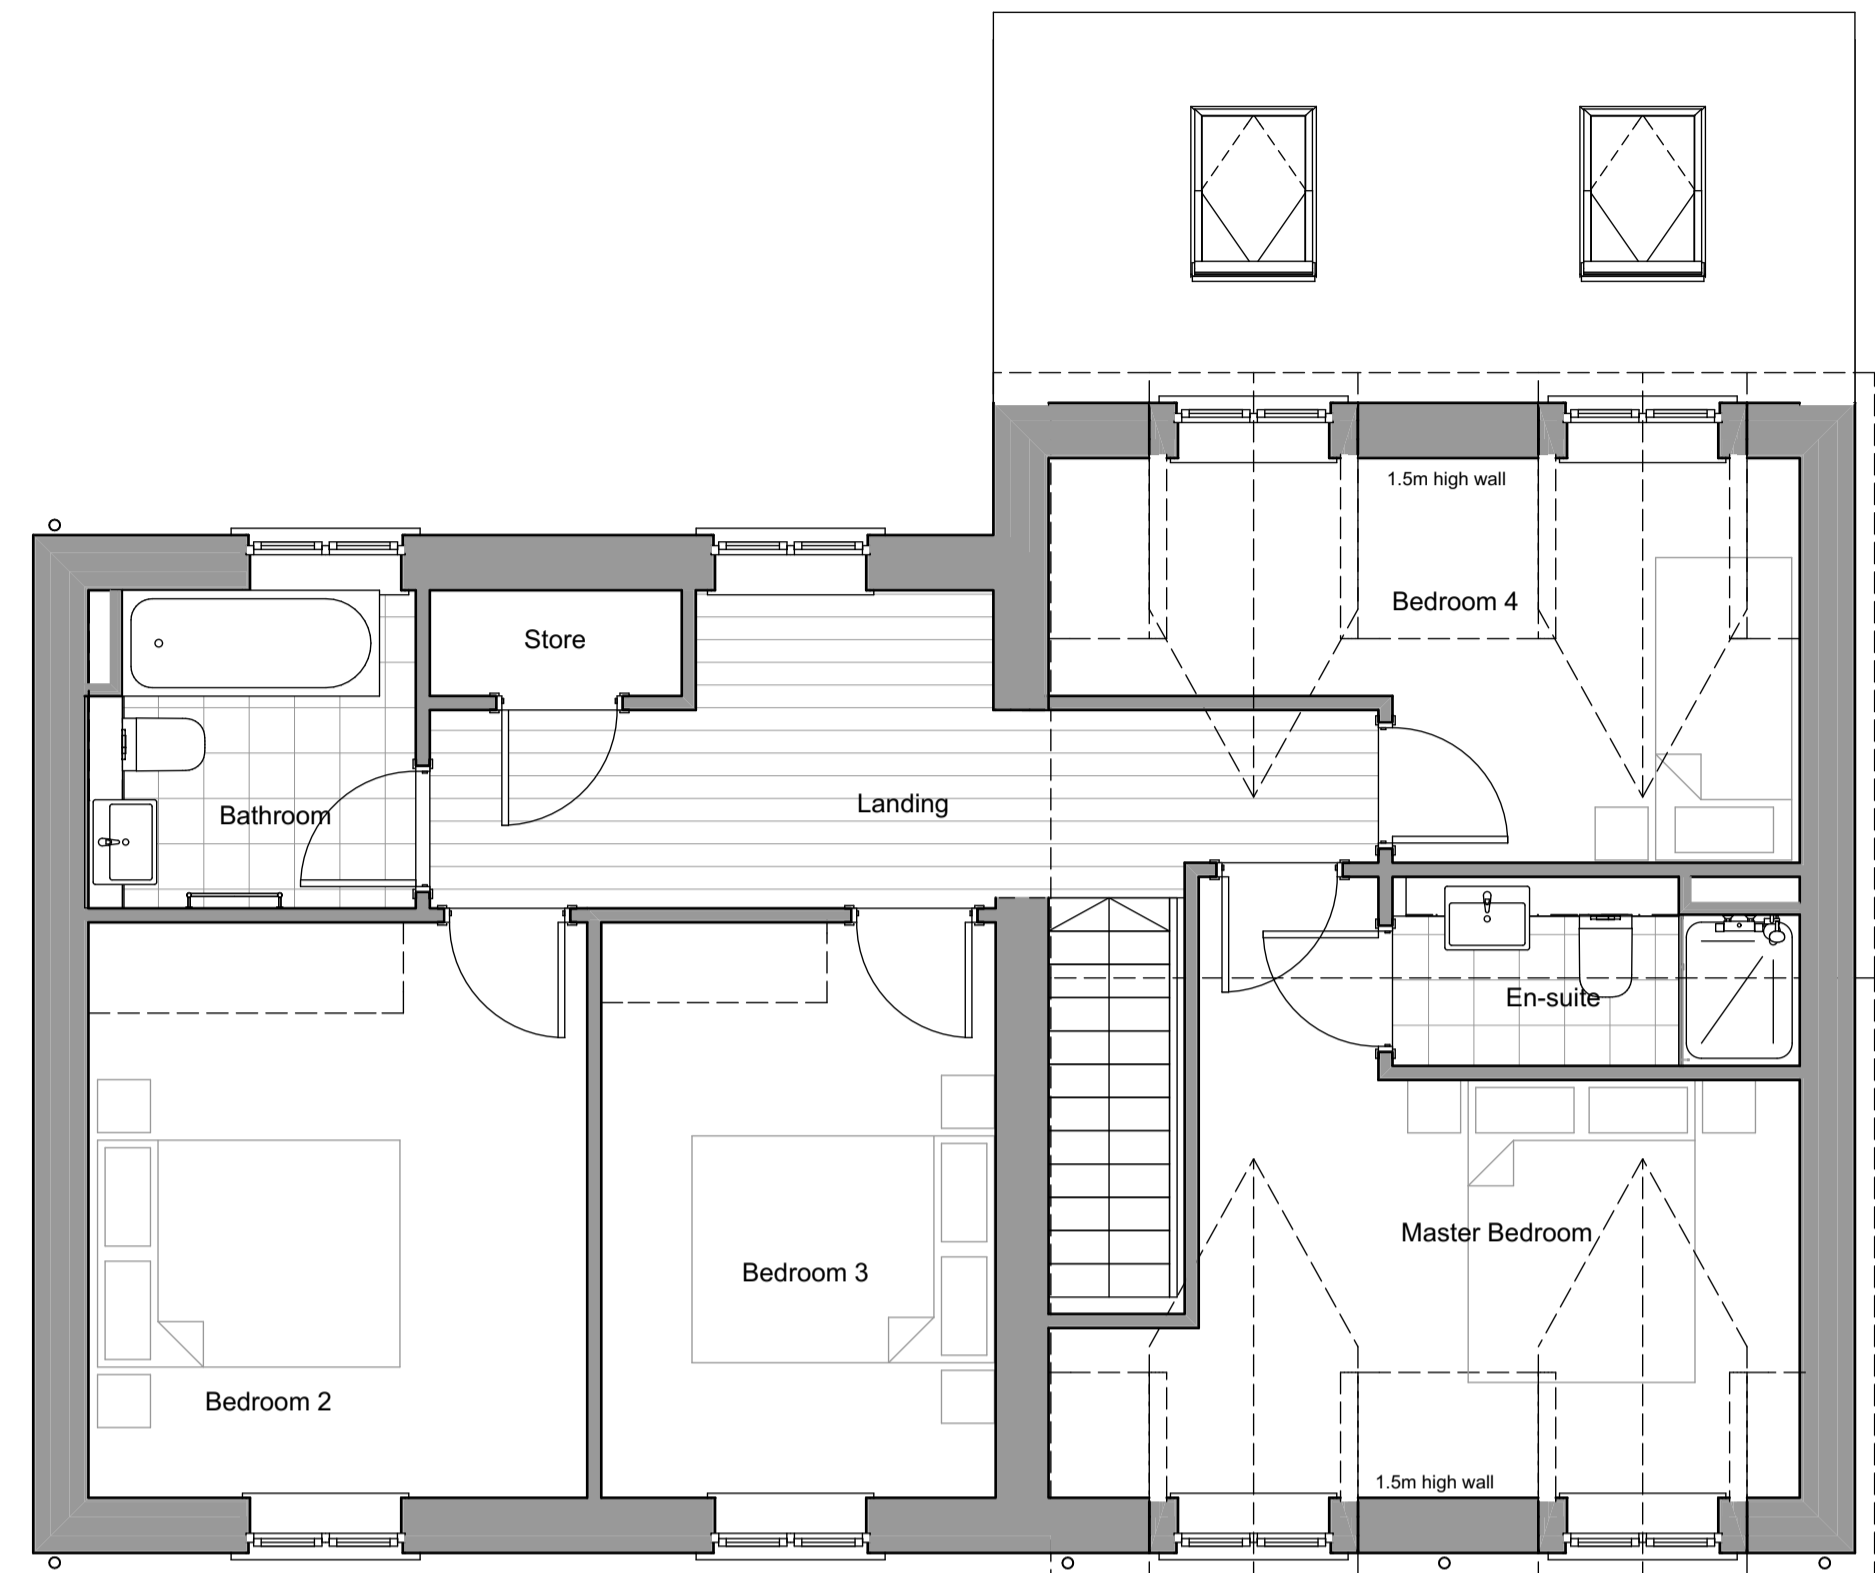 1.5m high wall
Bedroom 4
Store
Landing
Bathroom
En-suite
Master Bedroom
Bedroom 3
Bedroom 2
1.5m high wall